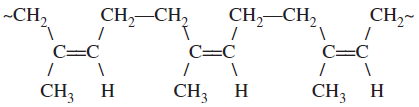 ~CH₂ CH₂—CH₂ CH₂—CH₂ CH₂~
C=C C=C C=C
CH₃ H CH₃ H CH₃ H